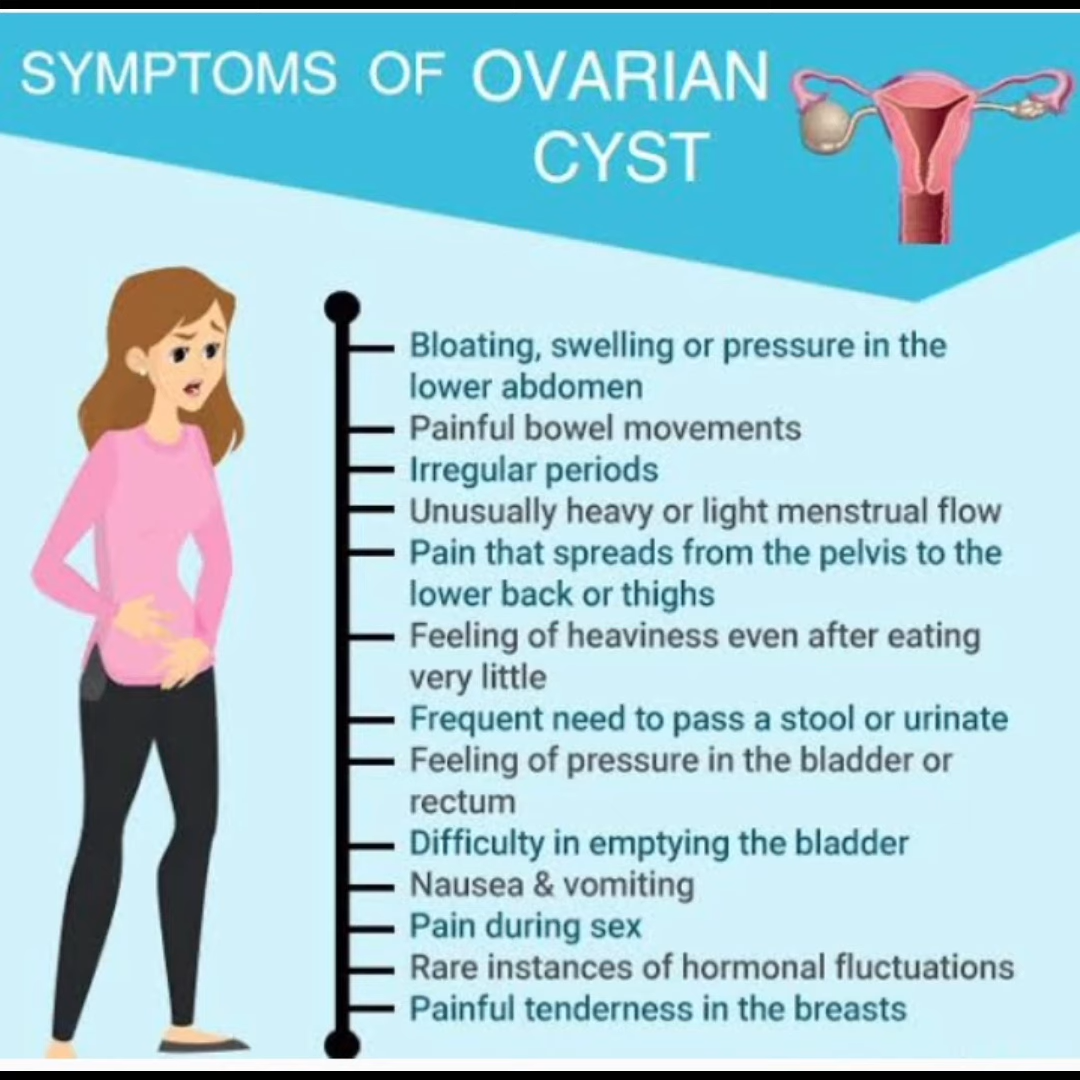 SYMPTOMS OF OVARIAN
CYST
Bloating, swelling or pressure in the
lower abdomen
Painful bowel movements
Irregular periods
Unusually heavy or light menstrual flow
Pain that spreads from the pelvis to the
lower back or thighs
Feeling of heaviness even after eating
very little
Frequent need to pass a stool or urinate
Feeling of pressure in the bladder or
rectum
Difficulty in emptying the bladder
Nausea & vomiting
Pain during sex
Rare instances of hormonal fluctuations
Painful tenderness in the breasts